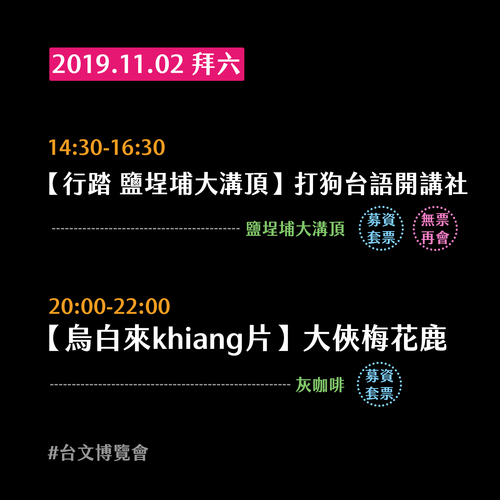 2019.11.02 拜六
14:30-16:30
【行踏 鹽埕埔大溝頂】打狗台語開講社
鹽埕埔大溝頂
募資
套票
無票
再會
20:00-22:00
【烏白來khiang片】大俠梅花鹿
灰咖啡
募資
套票
#台文博覽會